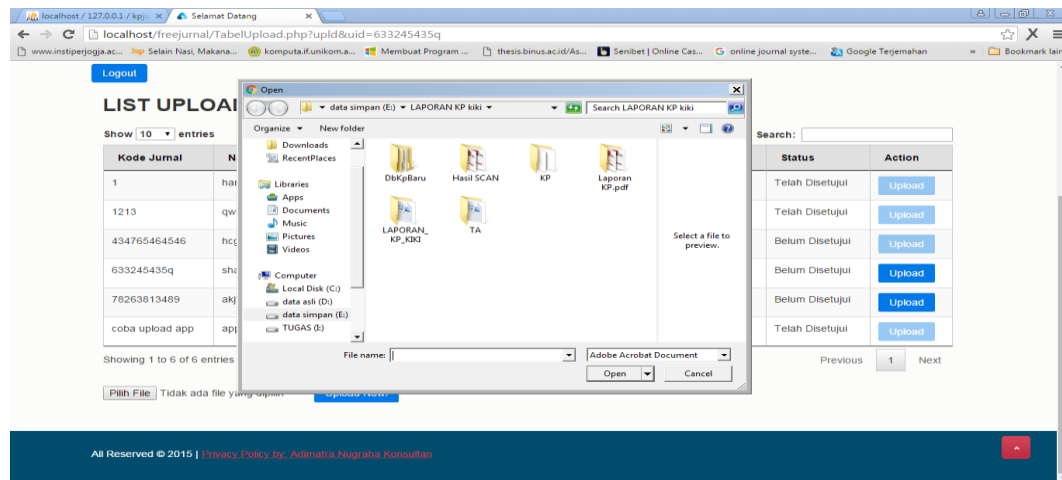 localhost / 127.0.0.1 / kpju
Selamat Datang
localhost/freejurnal/TabelUpload.php?upld&uid=633245435q
www.instiperjogja.ac... Selain Nasi, Makana... komputa.if.unikom.a... Membuat Program ... thesis.binus.ac.id/As... Senibet | Online Cas... online journal syste... Google Terjemahan » Bookmark lain
Logout
LIST UPLOA
Show 10 entries
Search:
Kode Jurnal N Status Action
1 har Telah Disetujui Upload
1213 qw Telah Disetujui Upload
434765464546 hcg Belum Disetujui Upload
633245435q sha Belum Disetujui Upload
78263813489 akj Belum Disetujui Upload
coba upload app app Telah Disetujui Upload
Showing 1 to 6 of 6 entries
Previous 1 Next
Pilih File Tidak ada file yang dipilih Upload Now!
Open
data simpan (E:) LAPORAN KP kiki
Search LAPORAN KP kiki
Organize New folder
Downloads
RecentPlaces
Libraries
Apps
Documents
Music
Pictures
Videos
Computer
Local Disk (C:)
data asli (D:)
data simpan (E:)
TUGAS (I:)
DbKpBaru
Hasil SCAN
KP
Laporan
KP.pdf
LAPORAN_
KP_KIKI
TA
Select a file to
preview.
File name:
Adobe Acrobat Document
Open Cancel
All Reserved © 2015 | Privacy Policy by: Adimatra Nugraha Konsultan